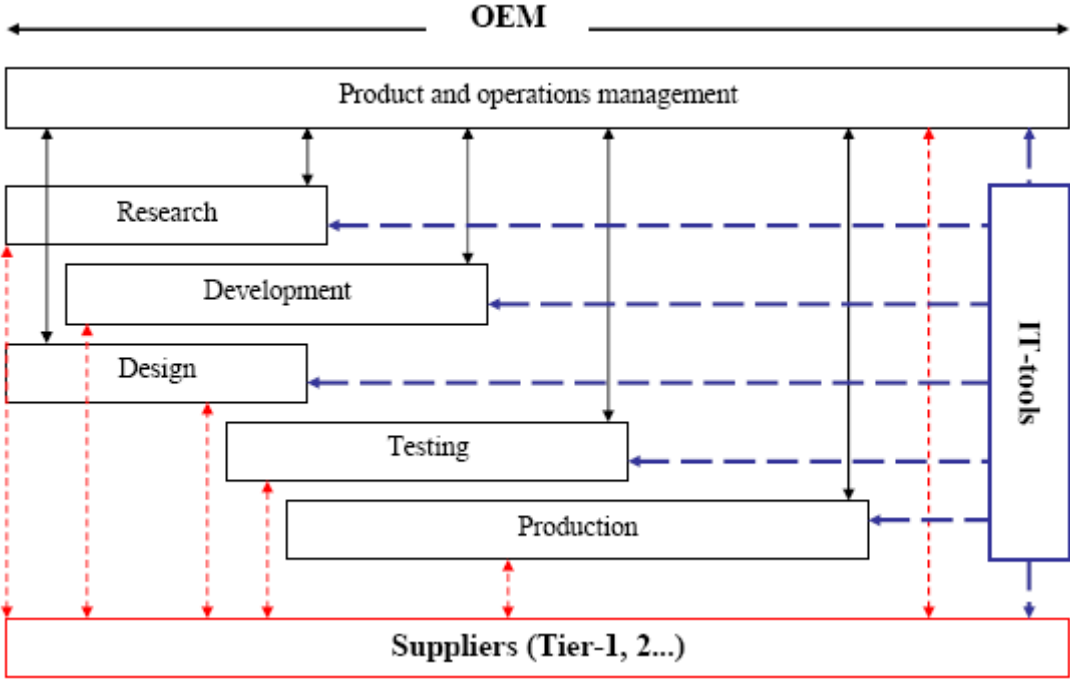 OEM
Product and operations management
Research
Development
Design
IT-tools
Testing
Production
Suppliers (Tier-1, 2...)